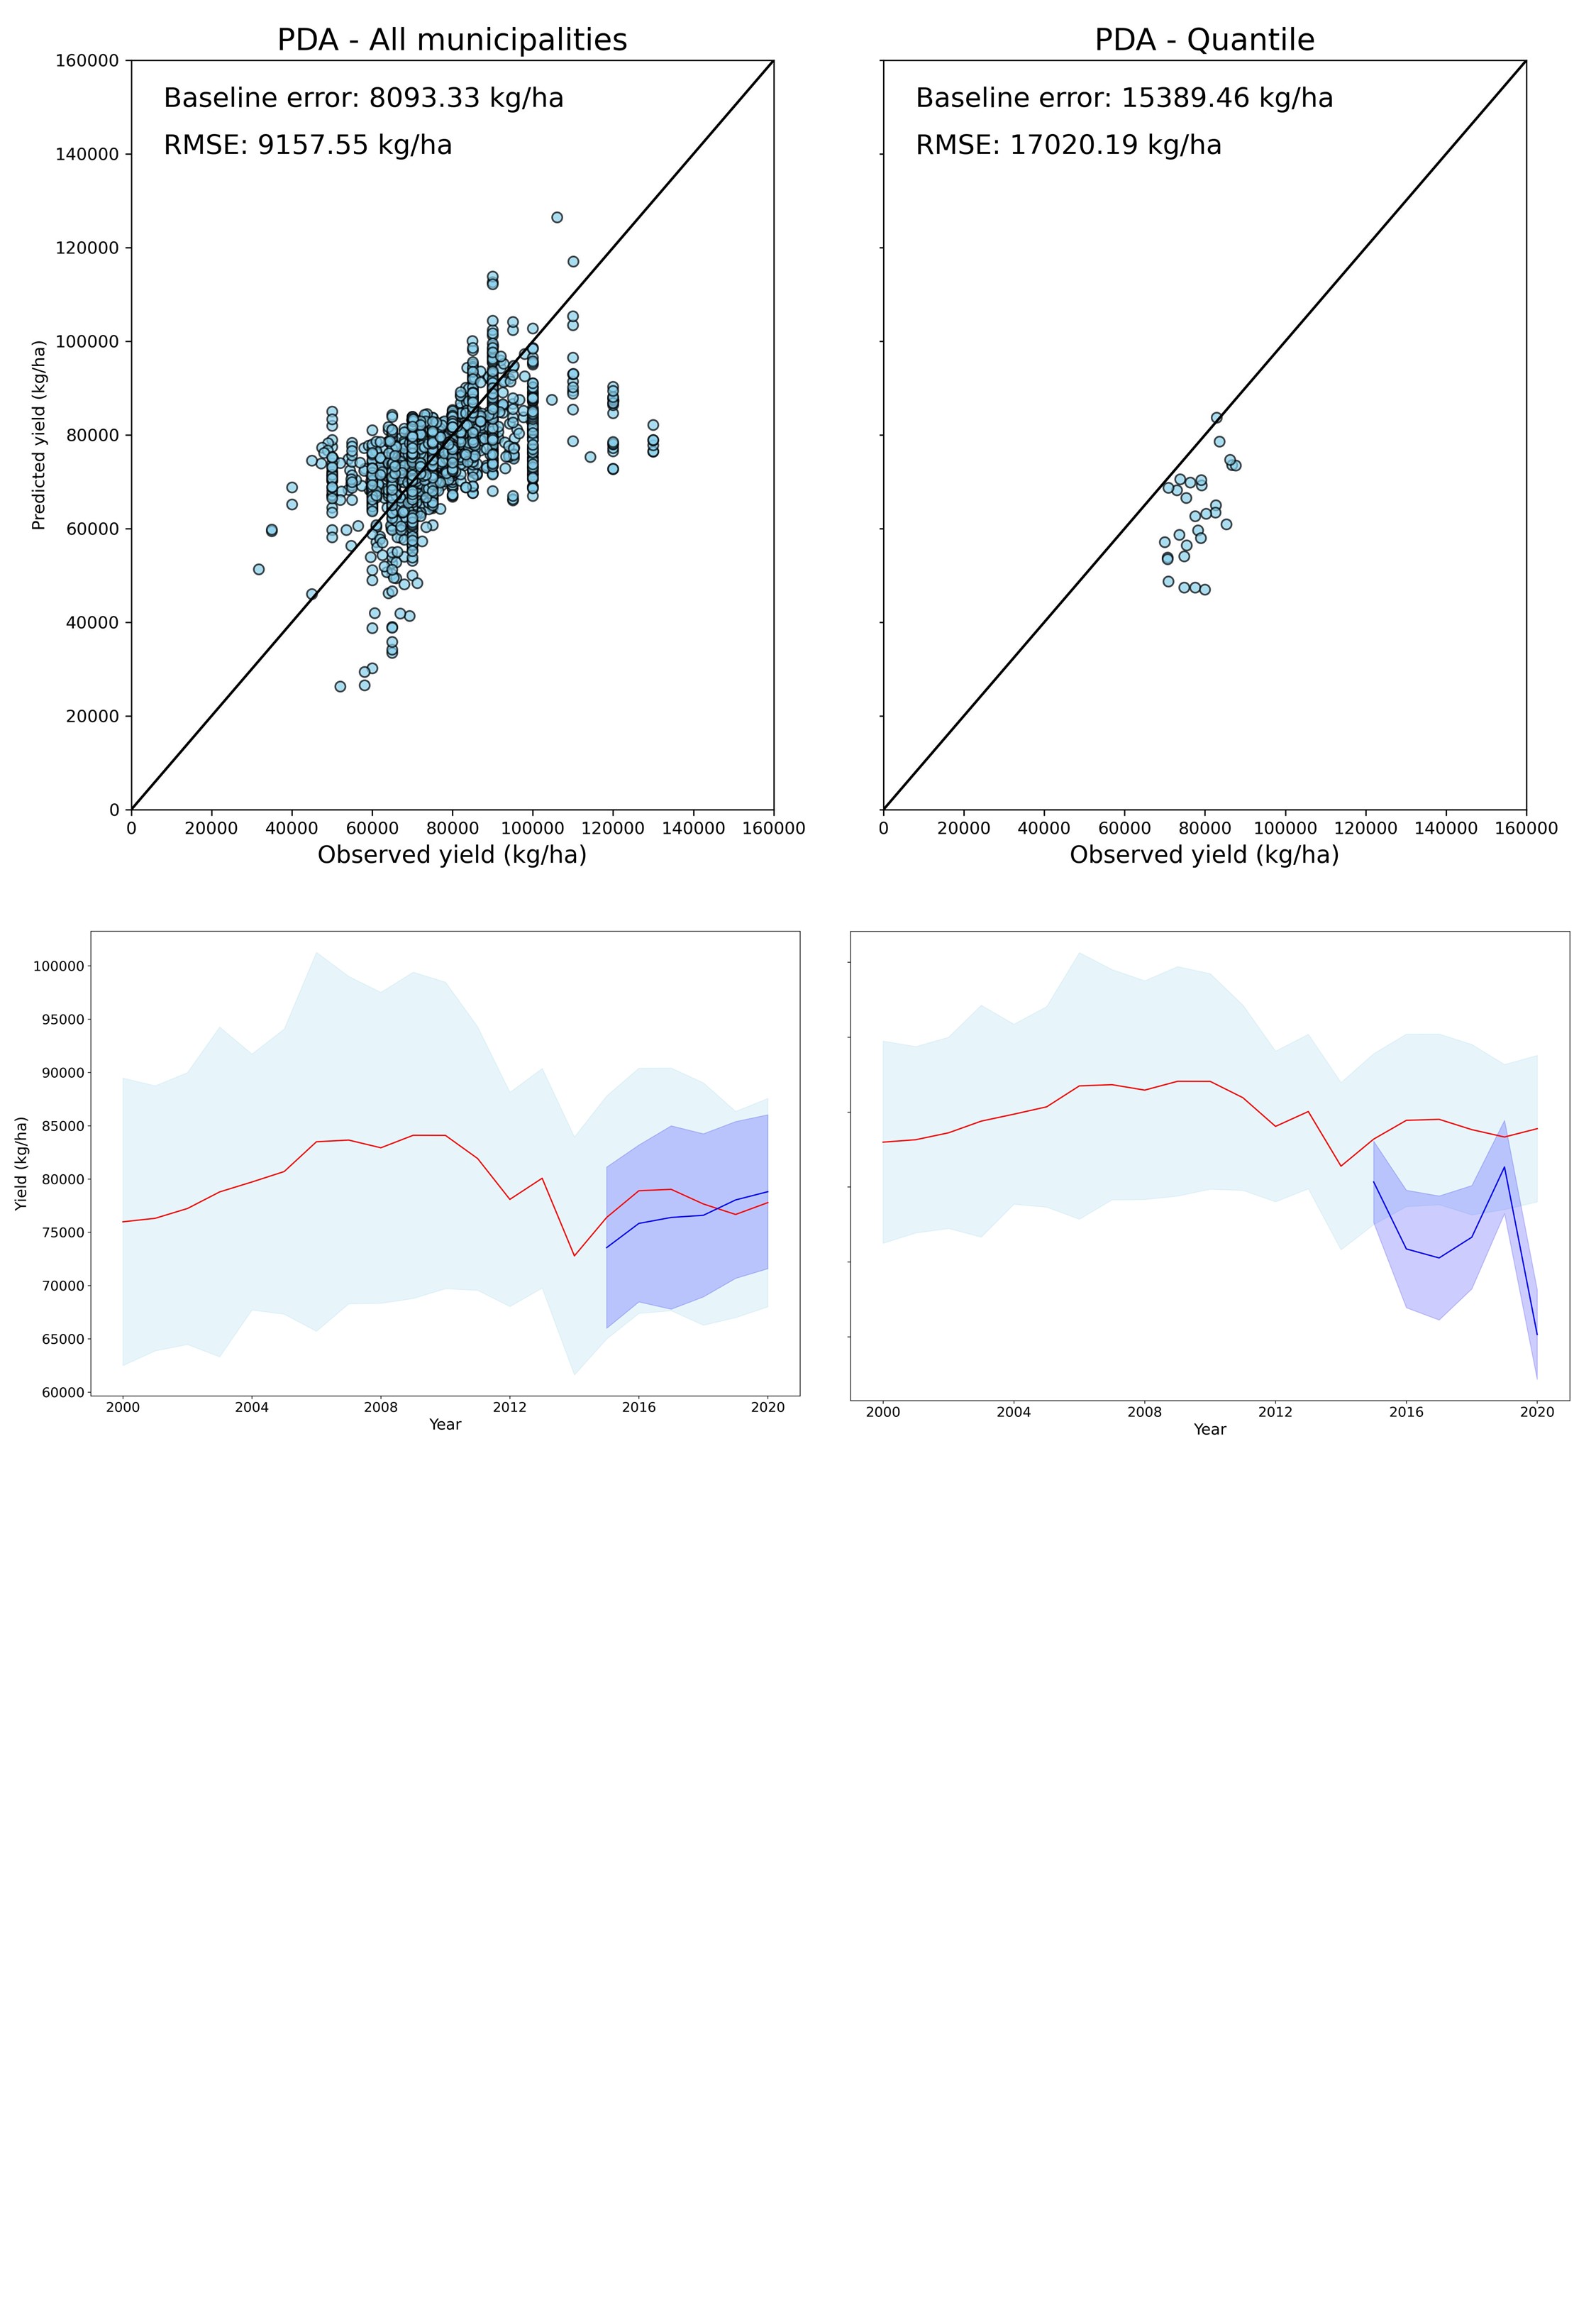 PDA - All municipalities
Baseline error: 8093.33 kg/ha
RMSE: 9157.55 kg/ha
160000
140000
120000
100000
80000
60000
40000
20000
0
Predicted yield (kg/ha)
0 20000 40000 60000 80000 100000 120000 140000 160000
Observed yield (kg/ha)
PDA - Quantile
Baseline error: 15389.46 kg/ha
RMSE: 17020.19 kg/ha
0 20000 40000 60000 80000 100000 120000 140000 160000
Observed yield (kg/ha)
100000
95000
90000
85000
80000
75000
70000
65000
60000
Yield (kg/ha)
2000 2004 2008 2012 2016 2020
Year
2000 2004 2008 2012 2016 2020
Year